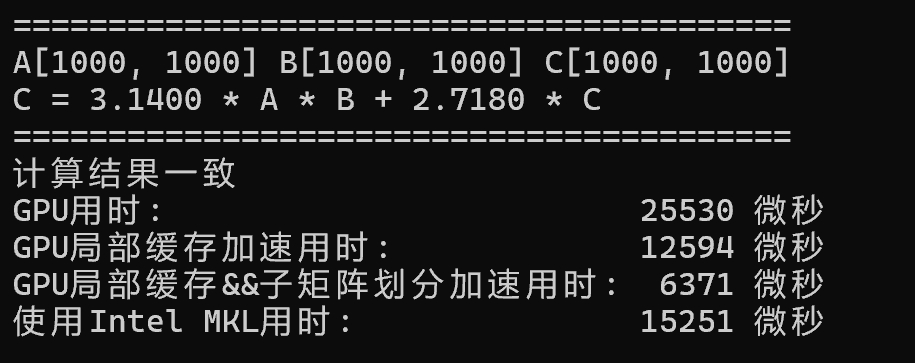 =========================================
A[1000, 1000] B[1000, 1000] C[1000, 1000]
C = 3.1400 * A * B + 2.7180 * C
=========================================
计算结果一致
GPU用时: 25530 微秒
GPU局部缓存加速用时: 12594 微秒
GPU局部缓存&&子矩阵划分加速用时: 6371 微秒
使用Intel MKL用时: 15251 微秒